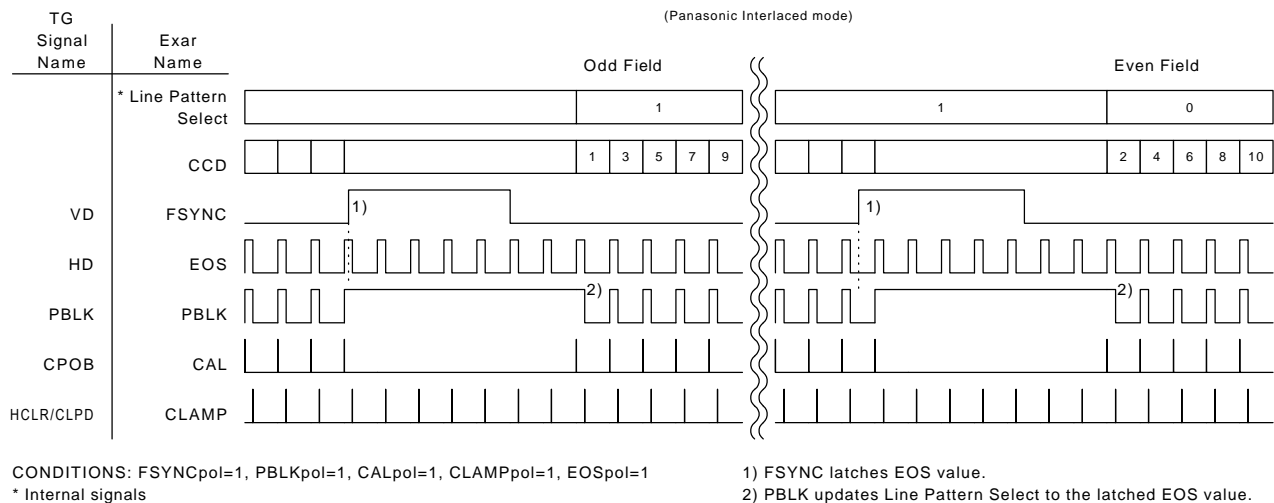 (Panasonic Interlaced mode)
TG
Signal
Name
Exar
Name
Odd Field
Even Field
* Line Pattern
Select
1
1
0
CCD
1 3 5 7 9
2 4 6 8 10
VD FSYNC 1) 1)
HD EOS
PBLK PBLK 2) 2)
CPOB CAL
HCLR/CLPD CLAMP
CONDITIONS: FSYNCpol=1, PBLKpol=1, CALpol=1, CLAMPpol=1, EOSpol=1
* Internal signals
1) FSYNC latches EOS value.
2) PBLK updates Line Pattern Select to the latched EOS value.